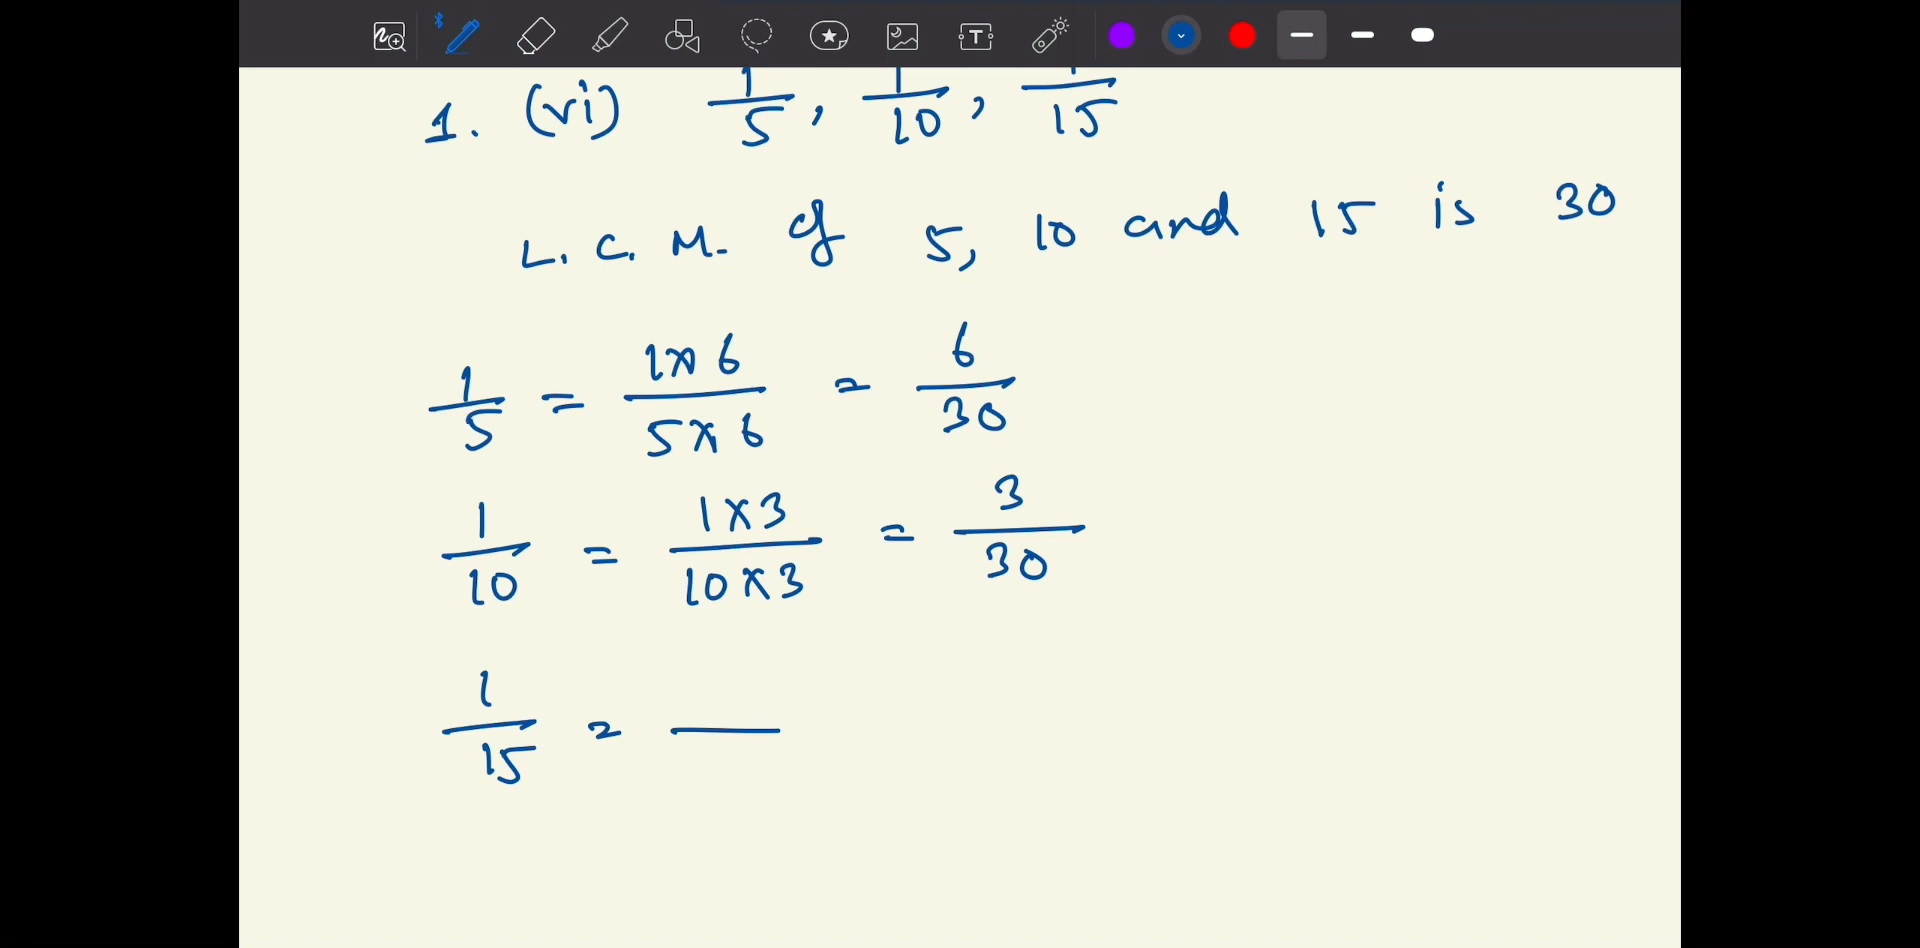 1. (vi) 1/5, 1/10, 1/15
L.C.M. of 5, 10 and 15 is 30
1/5 = 1×6/5×6 = 6/30
1/10 = 1×3/10×3 = 3/30
1/15 =